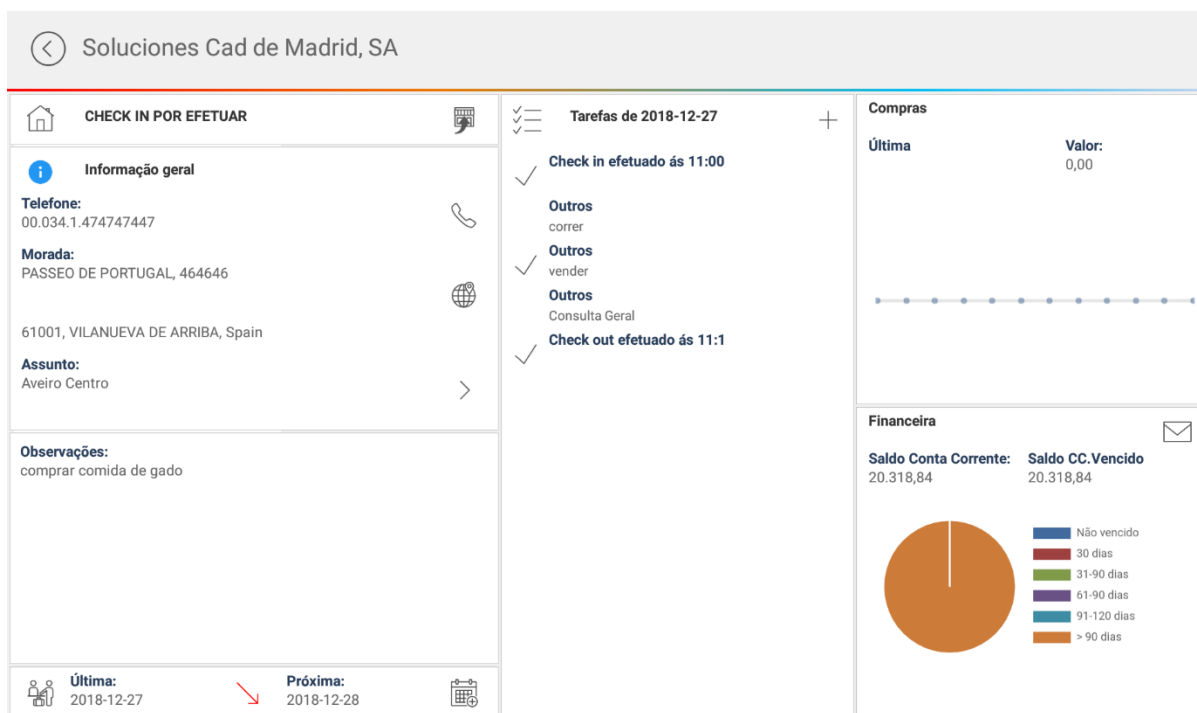 Soluciones Cad de Madrid, SA
CHECK IN POR EFETUAR
Informação geral
Telefone:
00.034.1.474747447
Morada:
PASSEO DE PORTUGAL, 464646
61001, VILANUEVA DE ARRIBA, Spain
Assunto:
Aveiro Centro
Observações:
comprar comida de gado
Última:
2018-12-27
Próxima:
2018-12-28
Tarefas de 2018-12-27
Check in efetuado ás 11:00
Outros
correr
Outros
vender
Outros
Consulta Geral
Check out efetuado ás 11:1
Compras
Última
Valor:
0,00
Financeira
Saldo Conta Corrente:
20.318,84
Saldo CC.Vencido
20.318,84
Não vencido
30 dias
31-90 dias
61-90 dias
91-120 dias
> 90 dias